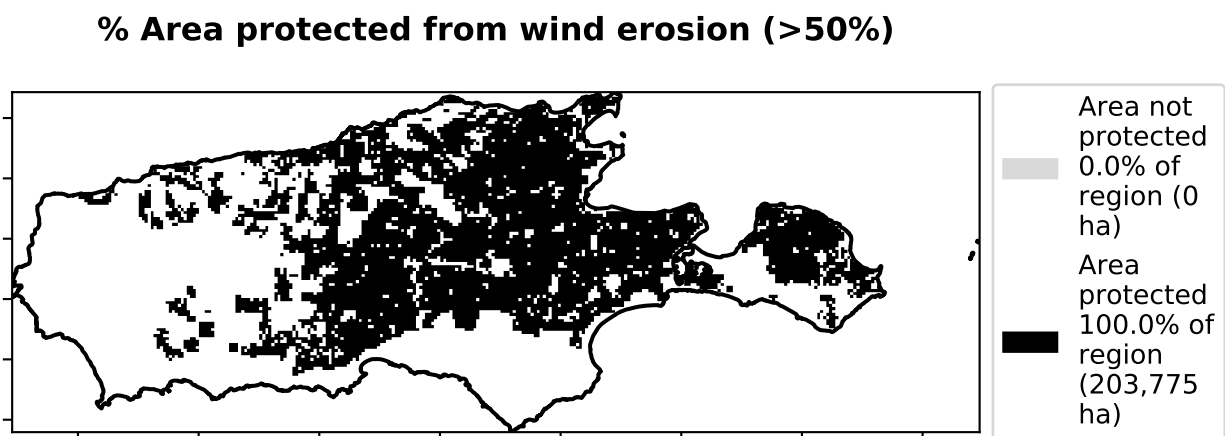 % Area protected from wind erosion (>50%)
Area not
protected
0.0% of
region (0
ha)
Area
protected
100.0% of
region
(203,775
ha)